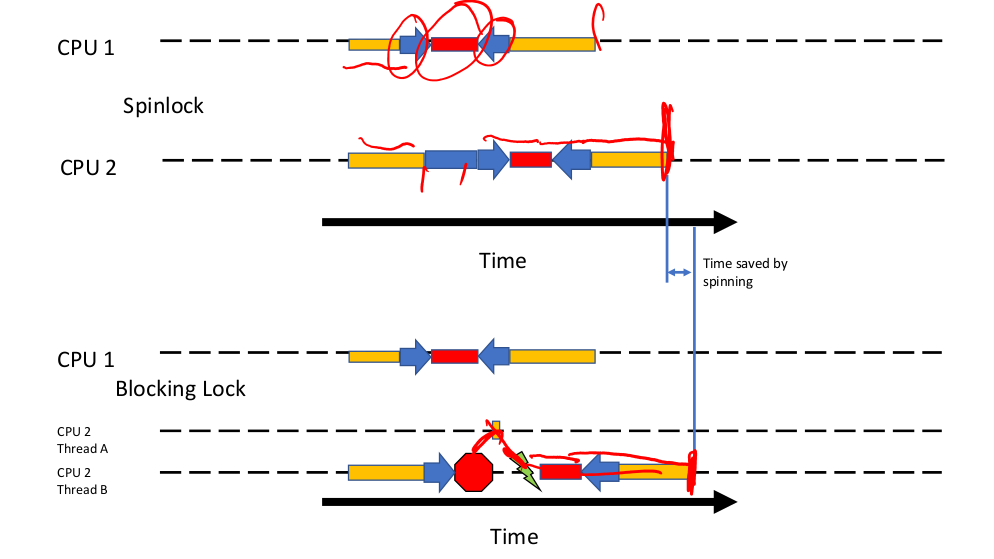 CPU 1
Spinlock
CPU 2
Time
Time saved by
spinning
CPU 1
Blocking Lock
CPU 2
Thread A
CPU 2
Thread B
Time